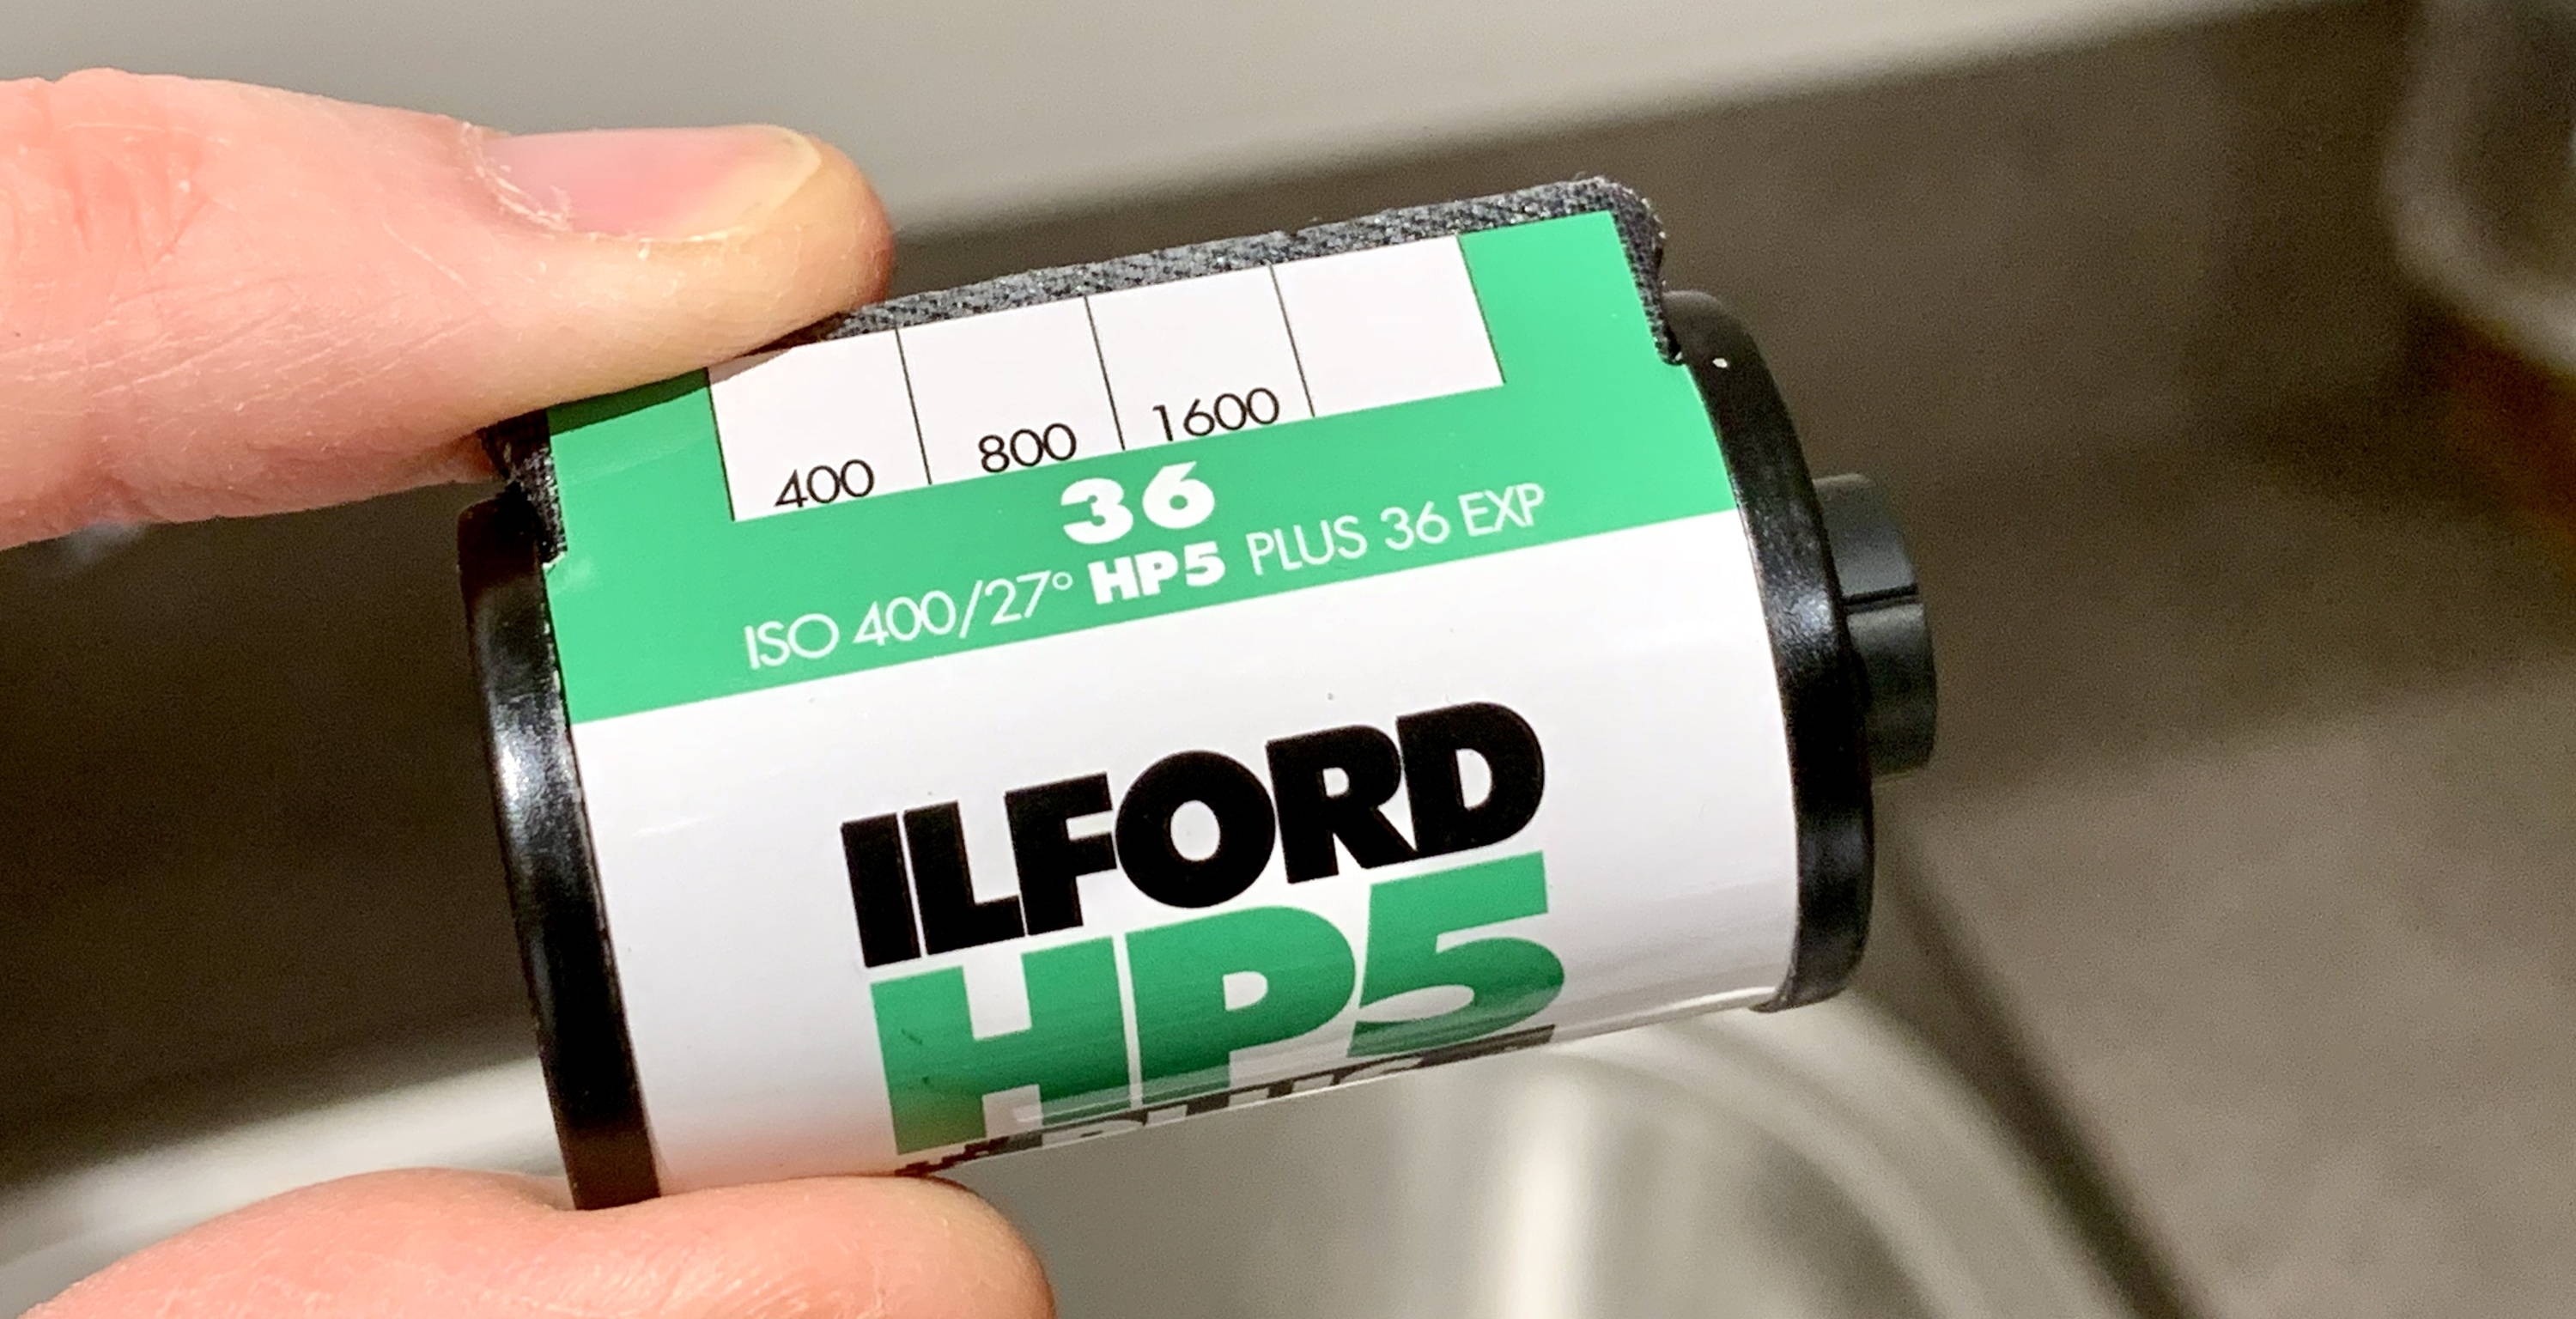 400 800 1600
36
ISO 400/27° HP5 PLUS 36 EXP
ILFORD
HP5